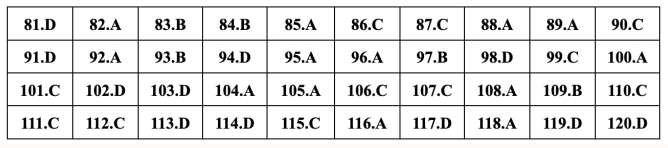 81.D 82.A 83.B 84.B 85.A 86.C 87.C 88.A 89.A 90.C
91.D 92.A 93.B 94.D 95.A 96.A 97.B 98.D 99.C 100.A
101.C 102.D 103.D 104.A 105.A 106.C 107.C 108.A 109.B 110.C
111.C 112.C 113.D 114.D 115.C 116.A 117.D 118.A 119.D 120.D